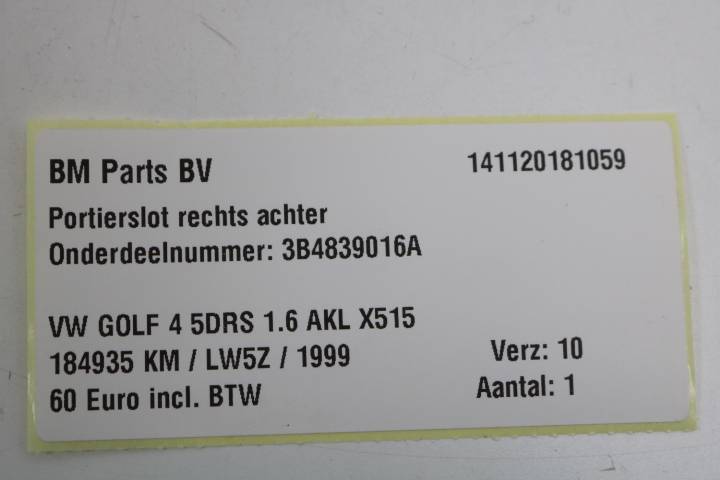 BM Parts BV 141120181059
Portierslot rechts achter
Onderdeelnummer: 3B4839016A
VW GOLF 4 5DRS 1.6 AKL X515
184935 KM / LW5Z / 1999 Verz: 10
60 Euro incl. BTW Aantal: 1